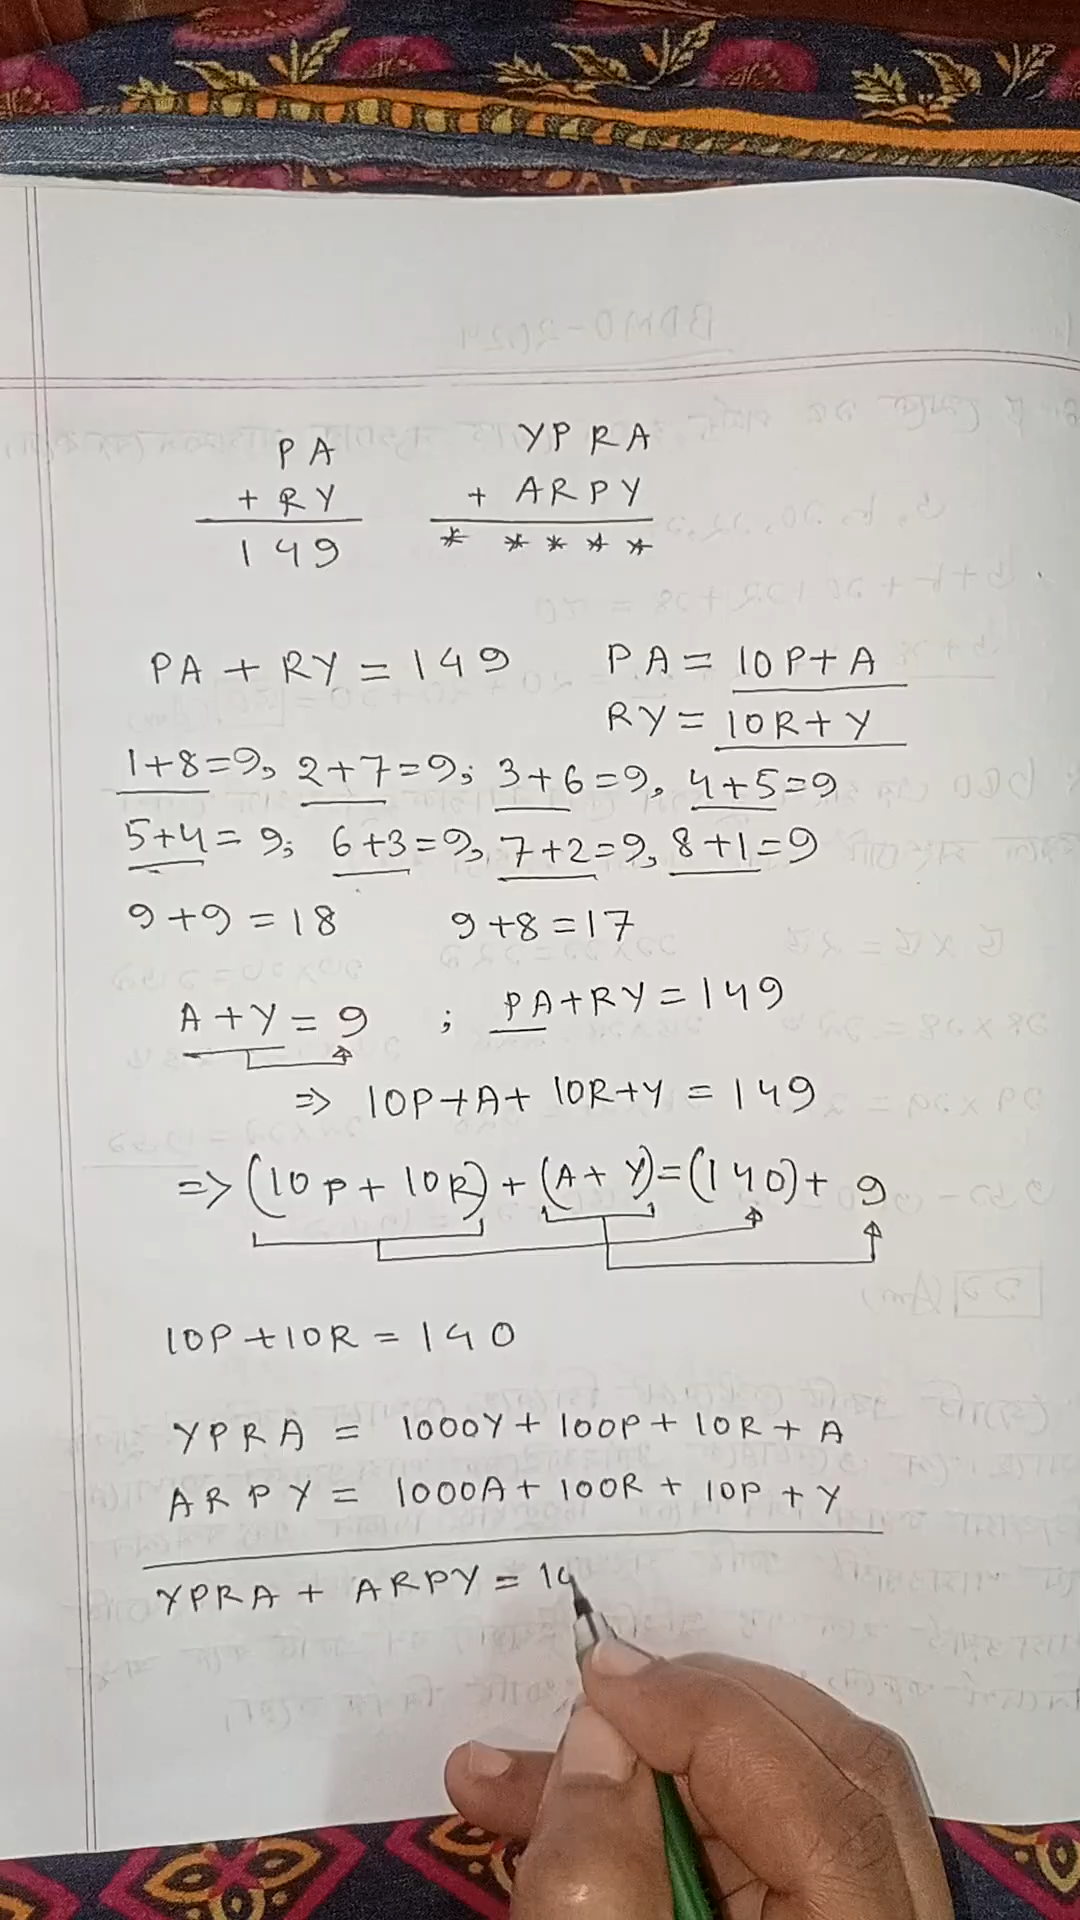 PA
+ RY
149
YPRA
+ ARPY
* * * * *
PA + RY = 149
PA = 10P + A
RY = 10R + Y
1+8=9, 2+7=9; 3+6=9, 4+5=9
5+4=9; 6+3=9, 7+2=9, 8+1=9
9+9=18 9+8=17
A+Y=9 ; PA+RY=149
=> 10P+A+10R+Y=149
=> (10P+10R)+(A+Y)=(140)+9
10P+10R=140
YPRA = 1000Y+100P+10R+A
ARPY = 1000A+100R+10P+Y
YPRA + ARPY = 14